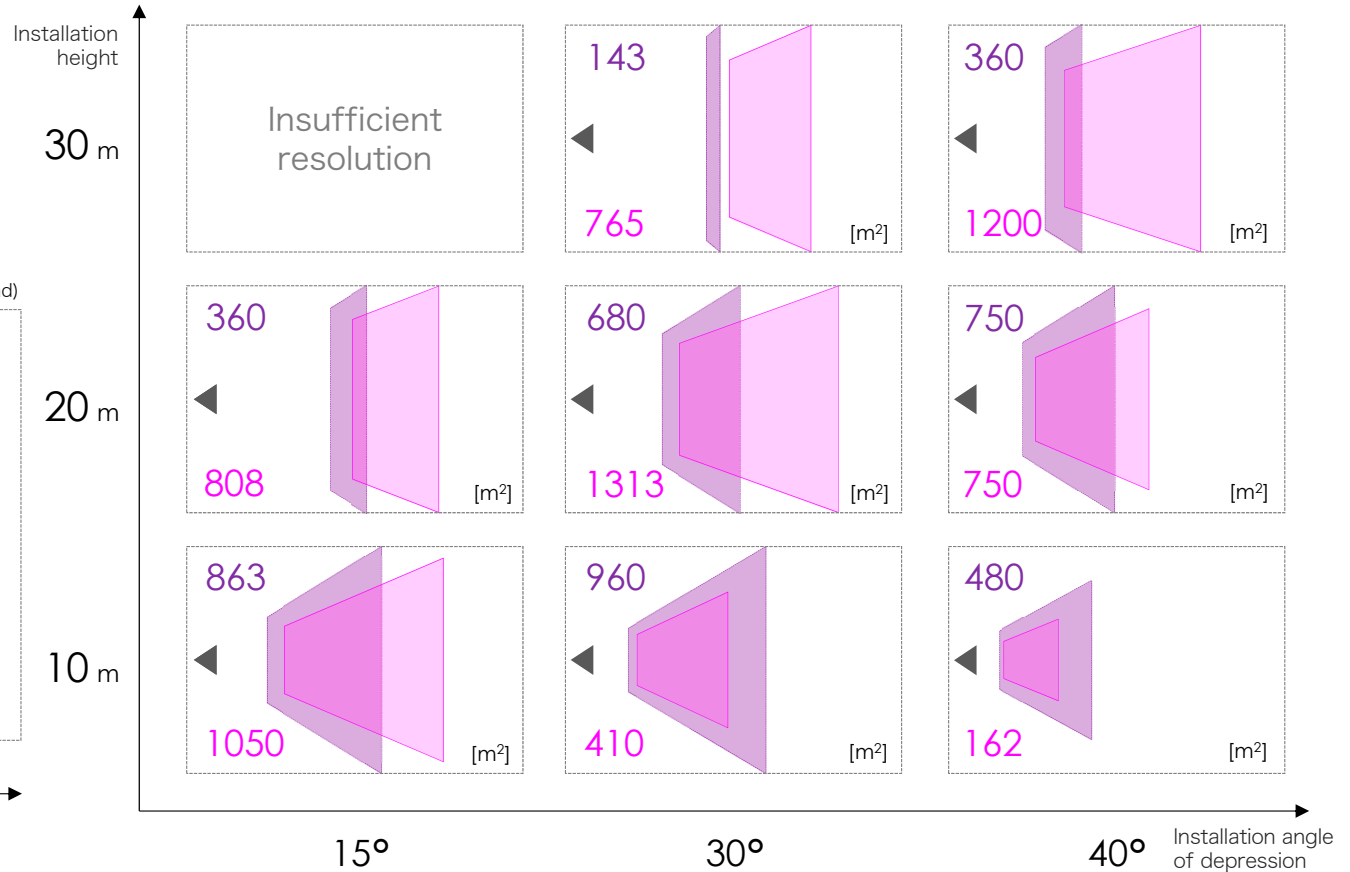 Installation
height
30 m
Insufficient
resolution
143
765
[m²]
360
1200
[m²]
d)
20 m
360
808
[m²]
680
1313
[m²]
750
750
[m²]
10 m
863
1050
[m²]
960
410
[m²]
480
162
[m²]
15°
30°
40°
Installation angle
of depression